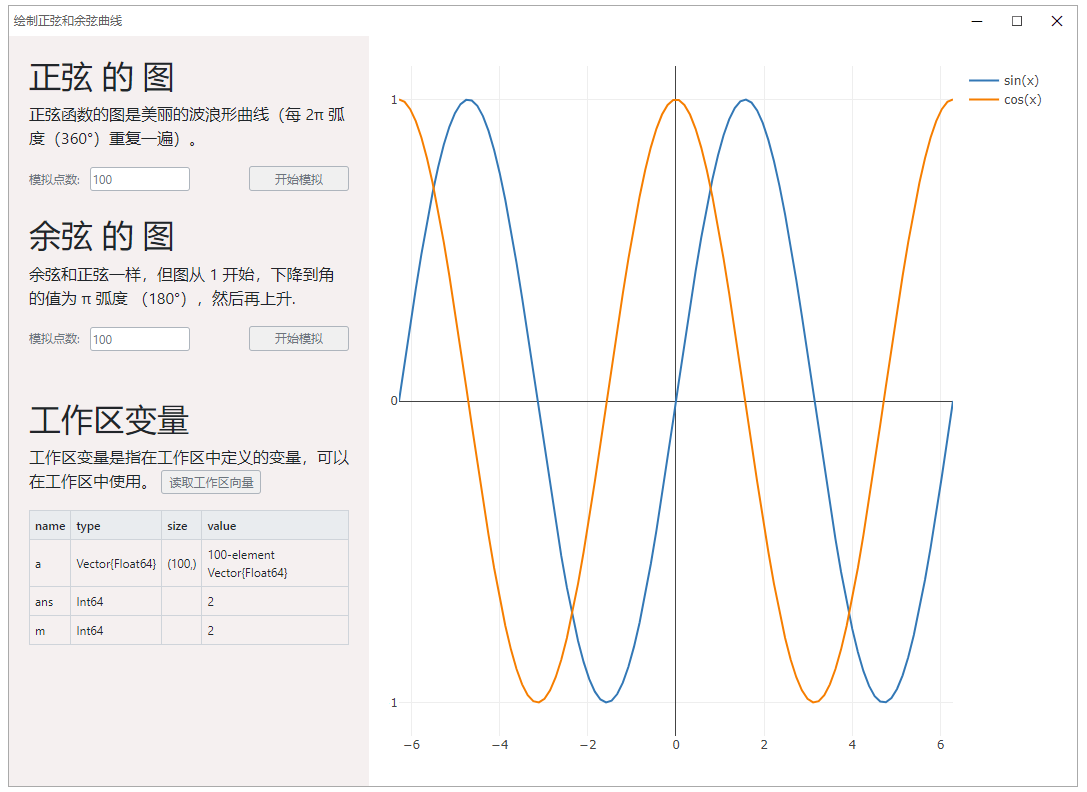 绘制正弦和余弦曲线
正弦 的 图
正弦函数的图是美丽的波浪形曲线（每 2π 弧
度（360°）重复一遍）。
模拟点数: 100 开始模拟
余弦 的 图
余弦和正弦一样，但图从 1 开始，下降到角
的值为 π 弧度 （180°），然后再上升.
模拟点数: 100 开始模拟
工作区变量
工作区变量是指在工作区中定义的变量，可以
在工作区中使用。 读取工作区向量
name type size value
a Vector{Float64} (100,) 100-element
Vector{Float64}
ans Int64 2
m Int64 2
sin(x)
cos(x)
1
0
1
−6 −4 −2 0 2 4 6